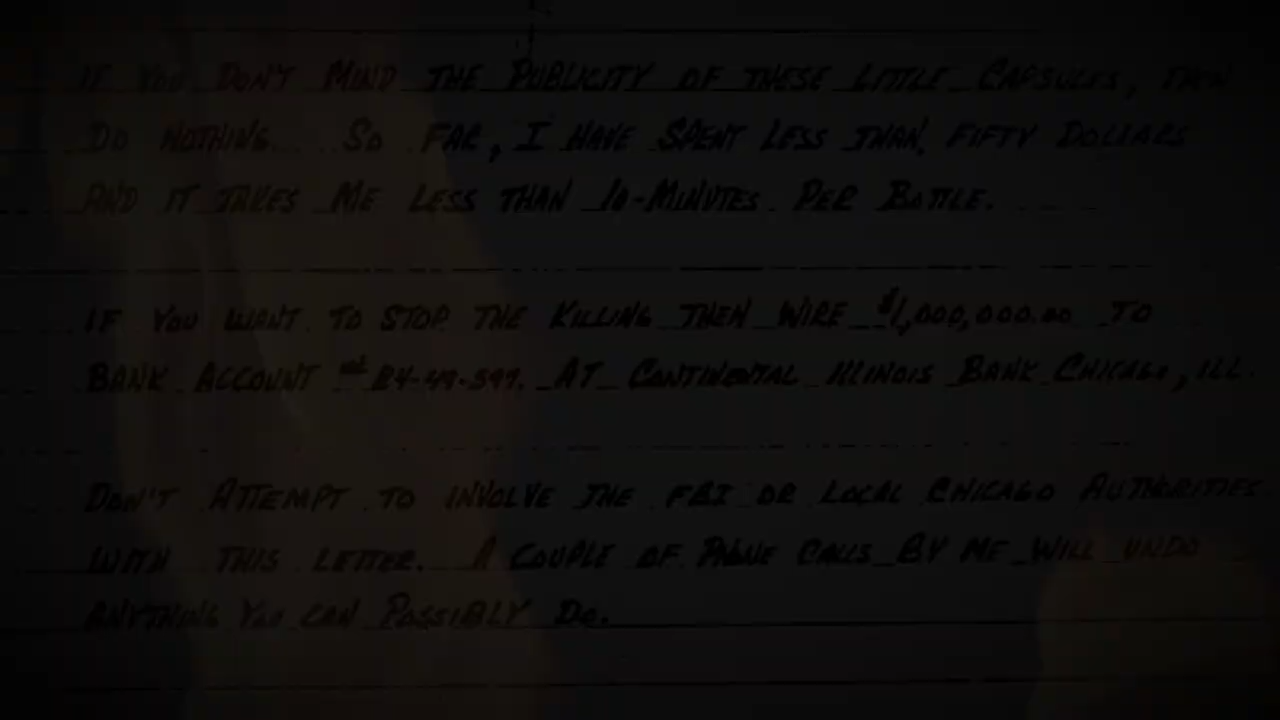 IF YOU DON'T MIND THE PUBLICITY OF THESE LITTLE CAPSULES, THEN
DO NOTHING. SO FAR, I HAVE SPENT LESS THAN FIFTY DOLLARS
AND IT TAKES ME LESS THAN 10-MINUTES PER BOTTLE.
IF YOU WANT TO STOP THE KILLING THEN WIRE $1,000,000.00 TO
BANK ACCOUNT # 84-49-597. AT CONTINENTAL ILLINOIS BANK CHICAGO, ILL.
DON'T ATTEMPT TO INVOLVE THE FBI OR LOCAL CHICAGO AUTHORITIES
WITH THIS LETTER. A COUPLE OF PHONE CALLS BY ME WILL UNDO
ANYTHING YOU CAN POSSIBLY DO.